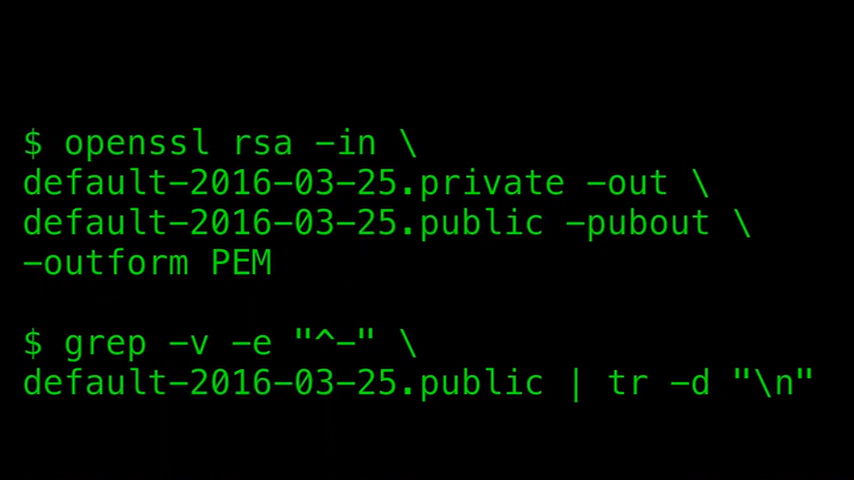 $ openssl rsa -in \
default-2016-03-25.private -out \
default-2016-03-25.public -pubout \
-outform PEM
$ grep -v -e "^-" \
default-2016-03-25.public | tr -d "\n"